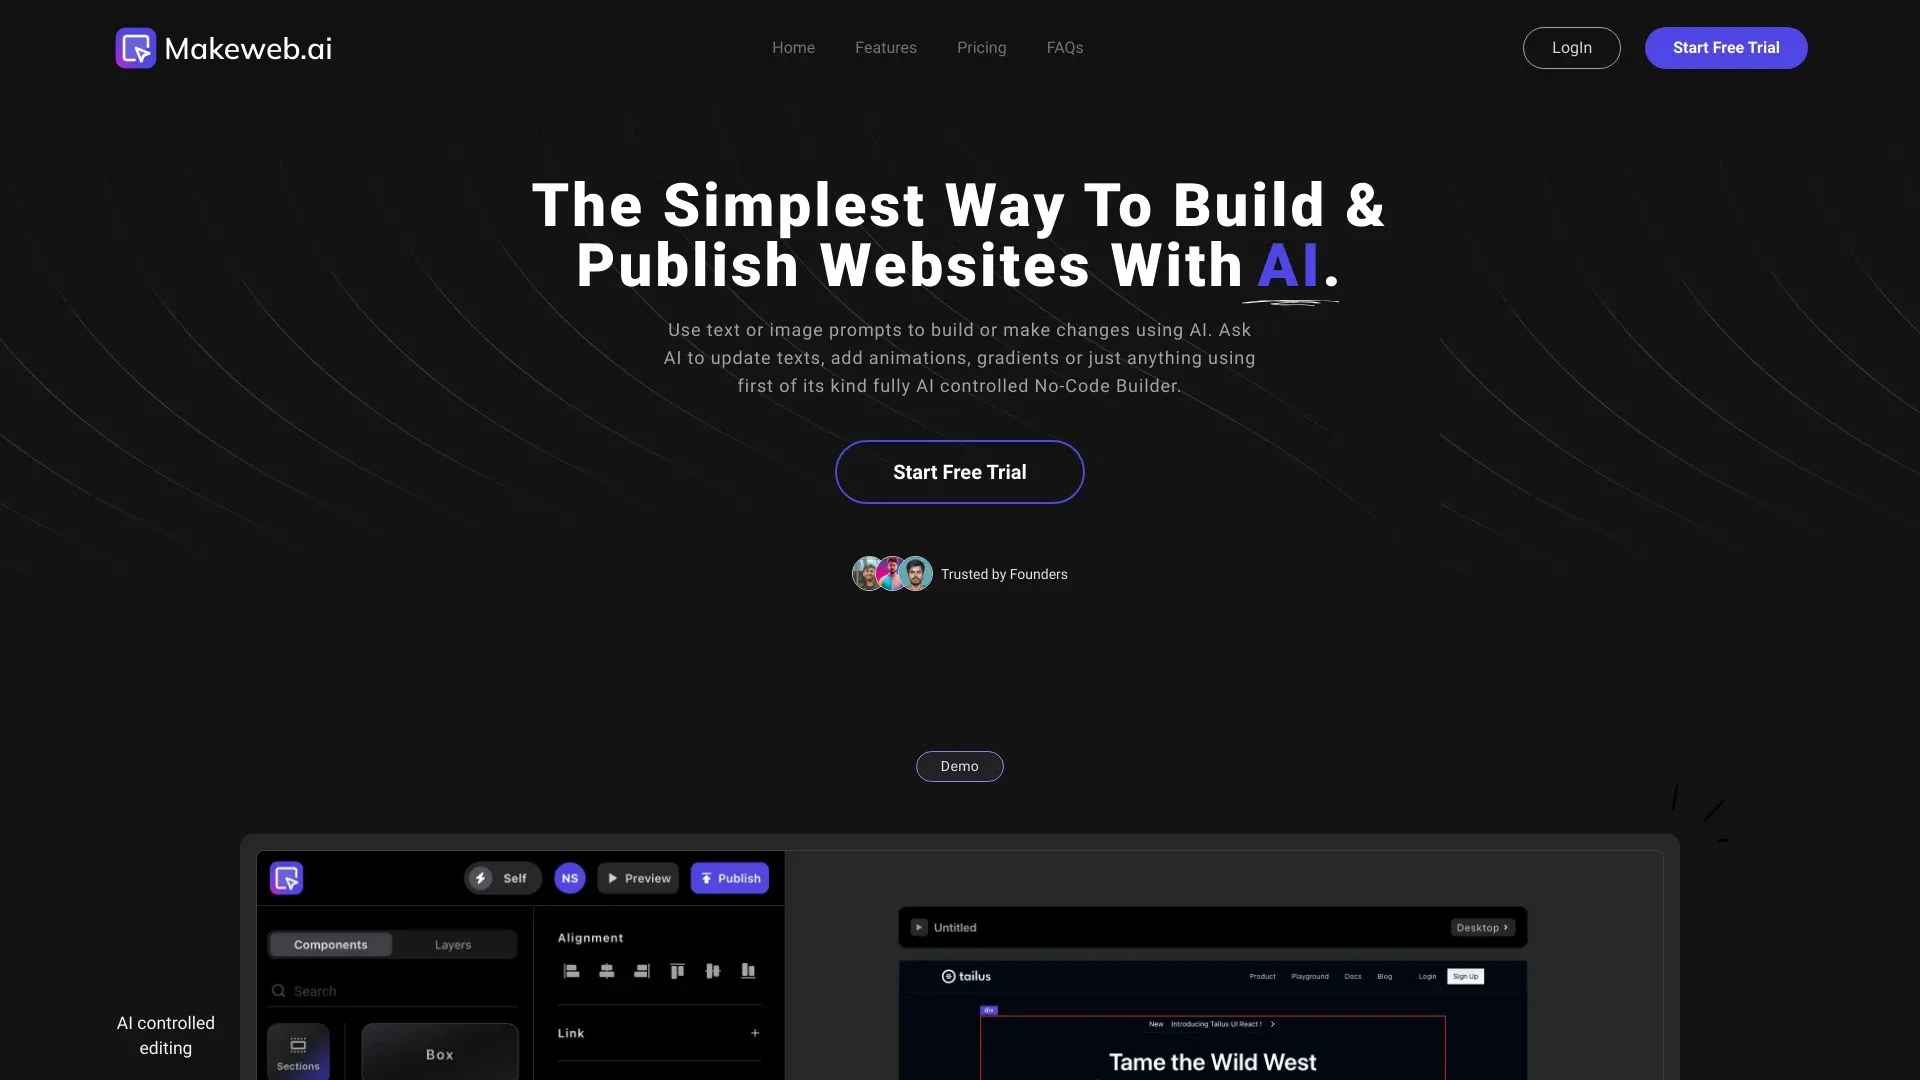 Makeweb.ai
Home
Features
Pricing
FAQs
LogIn
Start Free Trial
The Simplest Way To Build &
Publish Websites With AI.
Use text or image prompts to build or make changes using AI. Ask
AI to update texts, add animations, gradients or just anything using
first of its kind fully AI controlled No-Code Builder.
Start Free Trial
Trusted by Founders
Demo
Self
NS
Preview
Publish
Components
Layers
Search
Sections
Box
Alignment
Link
+
AI controlled
editing
Untitled
Desktop
tailus
Product
Playground
Docs
Blog
Login
Sign Up
div
New Introducing Tailus UI React !
Tame the Wild West